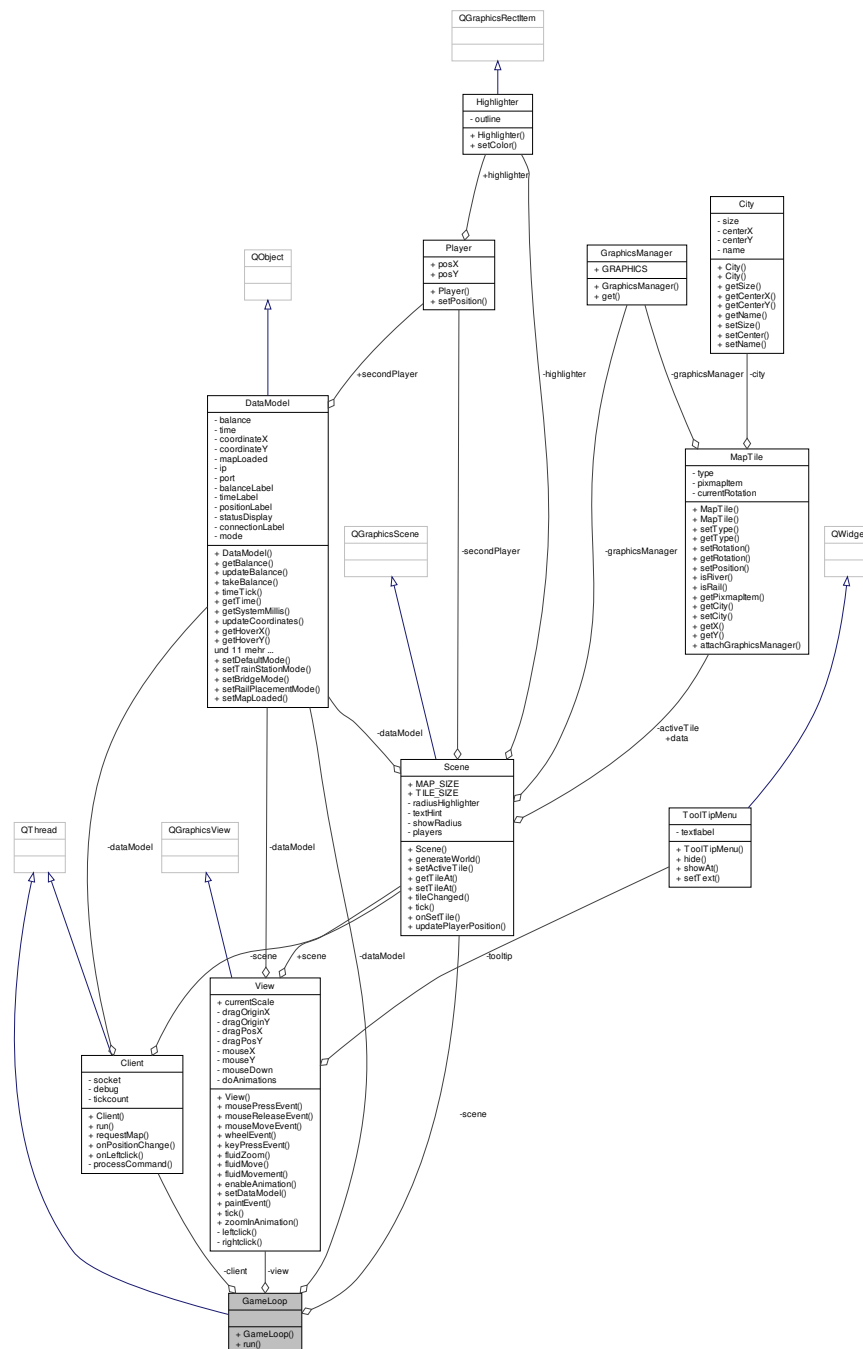 QGraphicsRectItem
Highlighter
- outline
+ Highlighter()
+ setColor()
+highlighter
City
- size
- centerX
- centerY
- name
+ City()
+ City()
+ getSize()
+ getCenterX()
+ getCenterY()
+ getName()
+ setSize()
+ setCenter()
+ setName()
Player
+ posX
+ posY
+ Player()
+ setPosition()
GraphicsManager
+ GRAPHICS
+ GraphicsManager()
+ get()
QObject
+secondPlayer
-highlighter
-graphicsManager
-city
DataModel
- balance
- time
- coordinateX
- coordinateY
- mapLoaded
- ip
- port
- balanceLabel
- timeLabel
- positionLabel
- statusDisplay
- connectionLabel
- mode
+ DataModel()
+ getBalance()
+ updateBalance()
+ takeBalance()
+ timeTick()
+ getTime()
+ getSystemMillis()
+ updateCoordinates()
+ getHoverX()
+ getHoverY()
und 11 mehr ...
+ setDefaultMode()
+ setTrainStationMode()
+ setBridgeMode()
+ setRailPlacementMode()
+ setMapLoaded()
MapTile
- type
- pixmapItem
- currentRotation
+ MapTile()
+ MapTile()
+ setType()
+ getType()
+ setRotation()
+ getRotation()
+ setPosition()
+ isRiver()
+ isRail()
+ getPixmapItem()
+ getCity()
+ setCity()
+ getX()
+ getY()
+ attachGraphicsManager()
QGraphicsScene
QWidge
-secondPlayer
-graphicsManager
-dataModel
-activeTile
+data
Scene
+ MAP_SIZE
+ TILE_SIZE
- radiusHighlighter
- textHint
- showRadius
- players
+ Scene()
+ generateWorld()
+ setActiveTile()
+ getTileAt()
+ setTileAt()
+ tileChanged()
+ tick()
+ onSetTile()
+ updatePlayerPosition()
ToolTipMenu
- textlabel
+ ToolTipMenu()
+ hide()
+ showAt()
+ setText()
QThread
QGraphicsView
-dataModel
-dataModel
-scene
+scene
-dataModel
-tooltip
View
+ currentScale
- dragOriginX
- dragOriginY
- dragPosX
- dragPosY
- mouseX
- mouseY
- mouseDown
- doAnimations
+ View()
+ mousePressEvent()
+ mouseReleaseEvent()
+ mouseMoveEvent()
+ wheelEvent()
+ keyPressEvent()
+ fluidZoom()
+ fluidMove()
+ fluidMovement()
+ enableAnimation()
+ setDataModel()
+ paintEvent()
+ tick()
+ zoomInAnimation()
- leftclick()
- rightclick()
Client
- socket
- debug
- tickcount
+ Client()
+ run()
+ requestMap()
+ onPositionChange()
+ onLeftclick()
- processCommand()
-scene
-client
-view
GameLoop
+ GameLoop()
+ run()